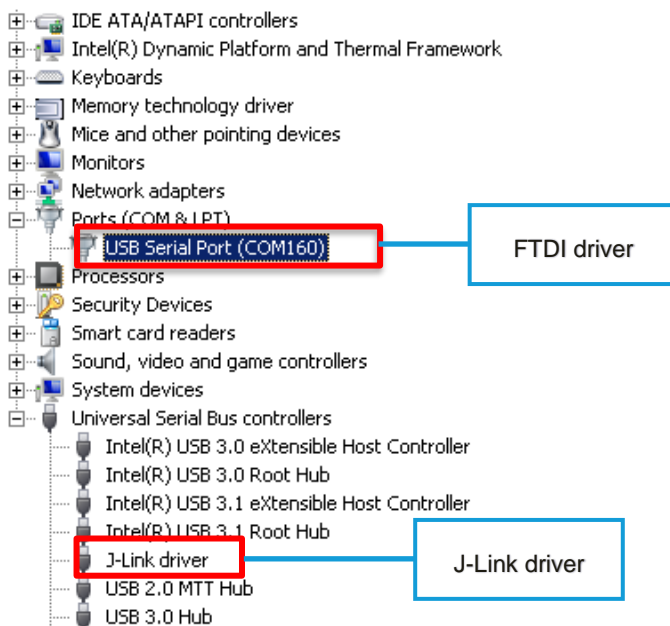 IDE ATA/ATAPI controllers
Intel(R) Dynamic Platform and Thermal Framework
Keyboards
Memory technology driver
Mice and other pointing devices
Monitors
Network adapters
Ports (COM & LPT)
USB Serial Port (COM160)
FTDI driver
Processors
Security Devices
Smart card readers
Sound, video and game controllers
System devices
Universal Serial Bus controllers
Intel(R) USB 3.0 eXtensible Host Controller
Intel(R) USB 3.0 Root Hub
Intel(R) USB 3.1 eXtensible Host Controller
Intel(R) USB 3.1 Root Hub
J-Link driver
J-Link driver
USB 2.0 MTT Hub
USB 3.0 Hub